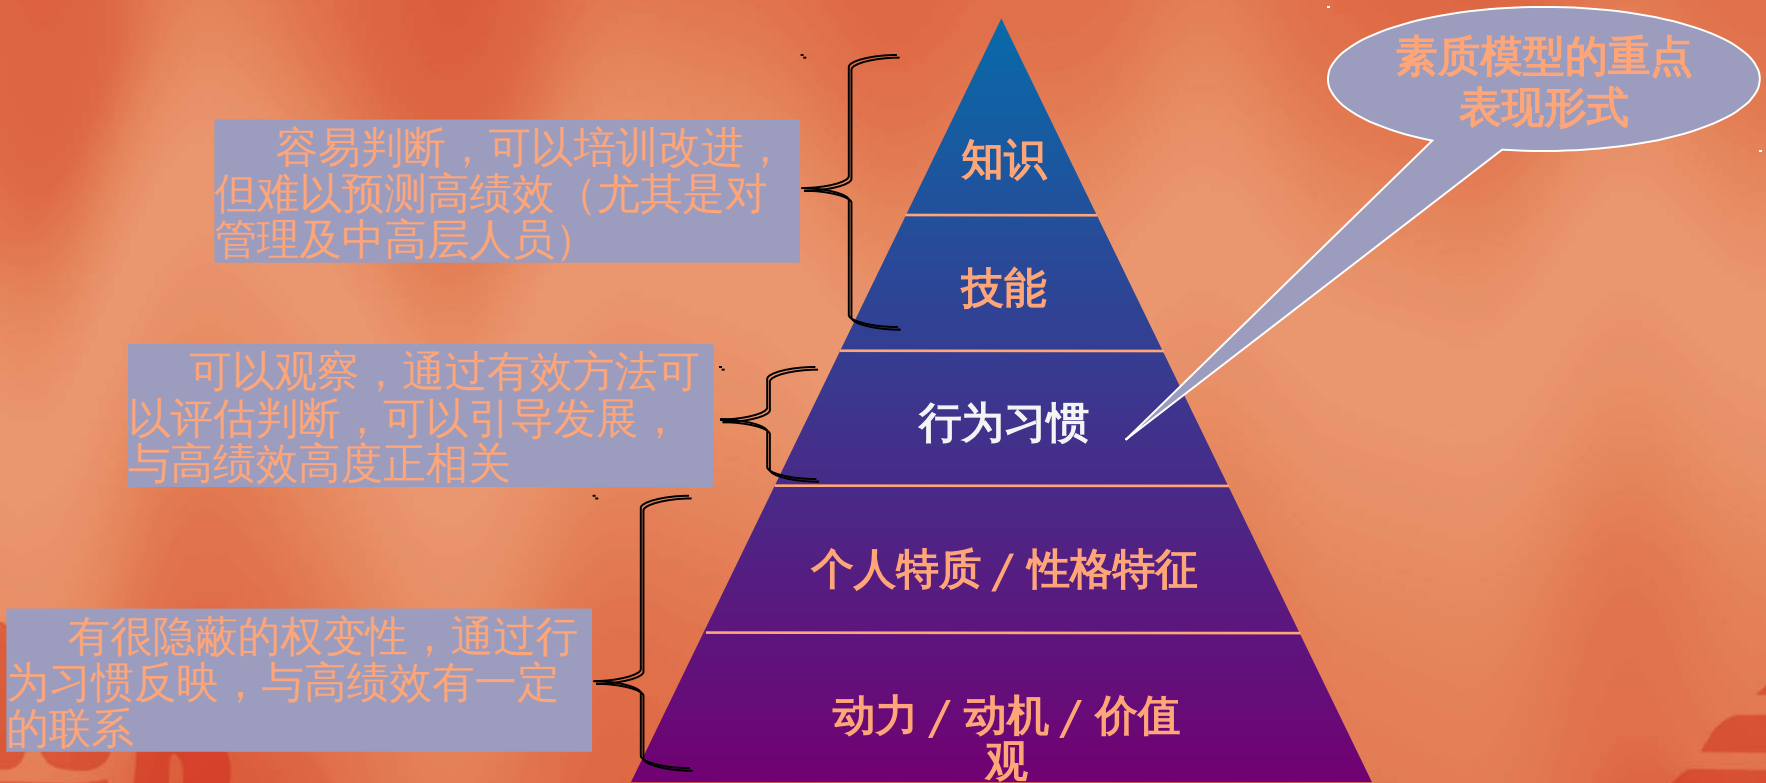 素质模型的重点
表现形式
容易判断，可以培训改进，
但难以预测高绩效（尤其是对
管理及中高层人员）
知识
技能
可以观察，通过有效方法可
以评估判断，可以引导发展，
与高绩效高度正相关
行为习惯
个人特质 / 性格特征
有很隐蔽的权变性，通过行
为习惯反映，与高绩效有一定
的联系
动力 / 动机 / 价值
观